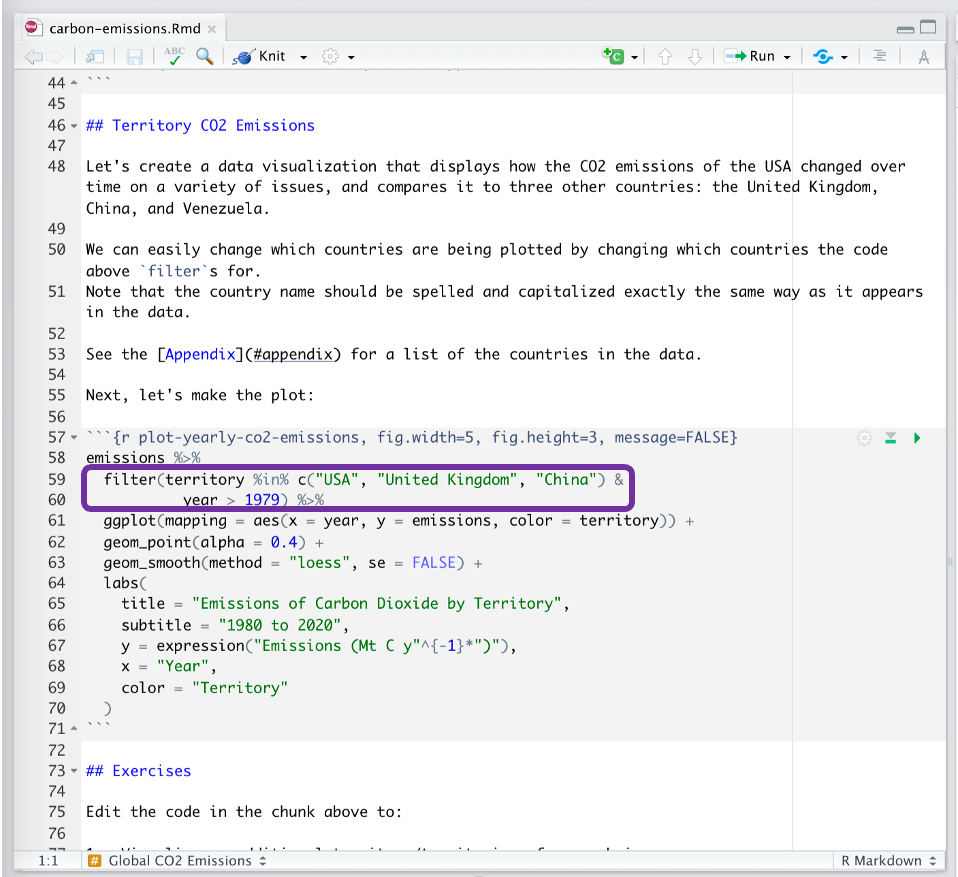 carbon-emissions.Rmd
ABC Knit Run
44 ```
45
46 ## Territory CO2 Emissions
47
48 Let's create a data visualization that displays how the CO2 emissions of the USA changed over
time on a variety of issues, and compares it to three other countries: the United Kingdom,
China, and Venezuela.
49
50 We can easily change which countries are being plotted by changing which countries the code
above `filter`s for.
51 Note that the country name should be spelled and capitalized exactly the same way as it appears
in the data.
52
53 See the [Appendix](#appendix) for a list of the countries in the data.
54
55 Next, let's make the plot:
56
57 ```{r plot-yearly-co2-emissions, fig.width=5, fig.height=3, message=FALSE}
58 emissions %>%
59 filter(territory %in% c("USA", "United Kingdom", "China") &
60 year > 1979) %>%
61 ggplot(mapping = aes(x = year, y = emissions, color = territory)) +
62 geom_point(alpha = 0.4) +
63 geom_smooth(method = "loess", se = FALSE) +
64 labs(
65 title = "Emissions of Carbon Dioxide by Territory",
66 subtitle = "1980 to 2020",
67 y = expression("Emissions (Mt C y"^{-1}*")"),
68 x = "Year",
69 color = "Territory"
70 )
71 ```
72
73 ## Exercises
74
75 Edit the code in the chunk above to:
76
1:1 # Global CO2 Emissions R Markdown